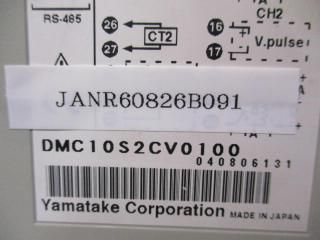 RS-485
26
27
CT2
16
17
CH2
V.pulse
JANR60826B091
DMC10S2CV0100
040806131
Yamatake Corporation MADE IN JAPAN